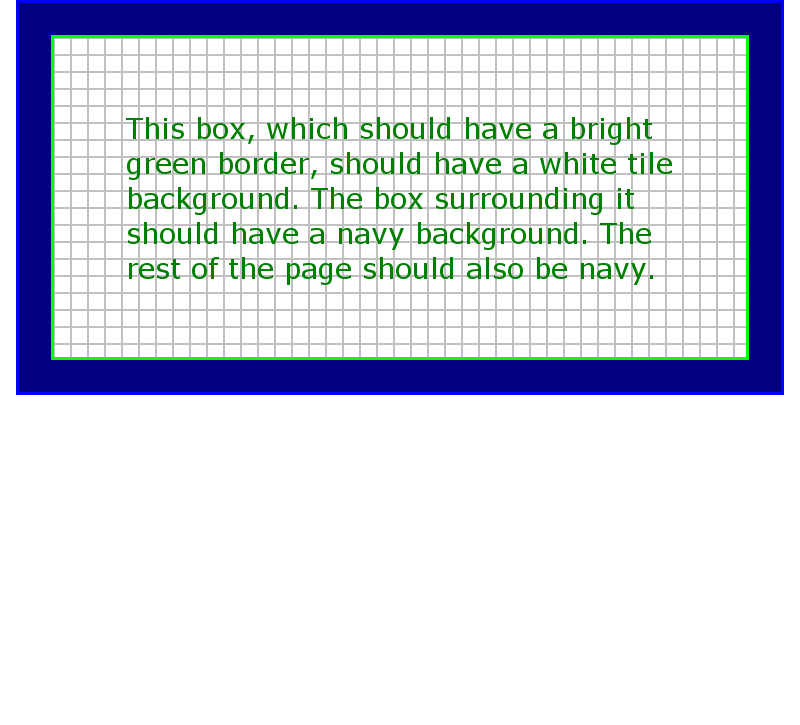 This box, which should have a bright
green border, should have a white tile
background. The box surrounding it
should have a navy background. The
rest of the page should also be navy.